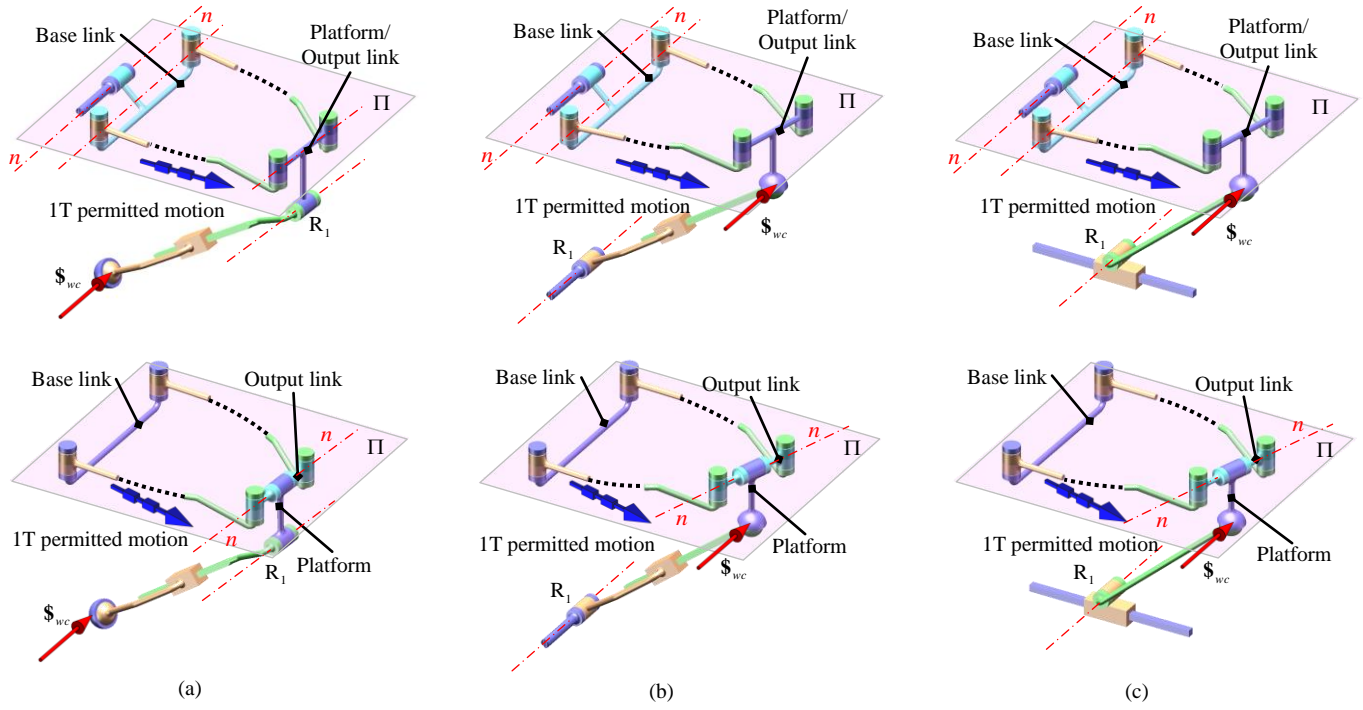 n
Base link
Platform/
Output link
Π
n
1T permitted motion
R1
$wc
n
Base link
Platform/
Output link
Π
n
1T permitted motion
R1
$wc
n
Base link
Platform/
Output link
Π
n
1T permitted motion
R1
$wc
Base link
Output link
n
Π
1T permitted motion
n
Platform
R1
$wc
Base link
Output link
n
Π
n
1T permitted motion
Platform
$wc
R1
Base link
Output link
n
Π
n
1T permitted motion
Platform
$wc
R1
(a)
(b)
(c)